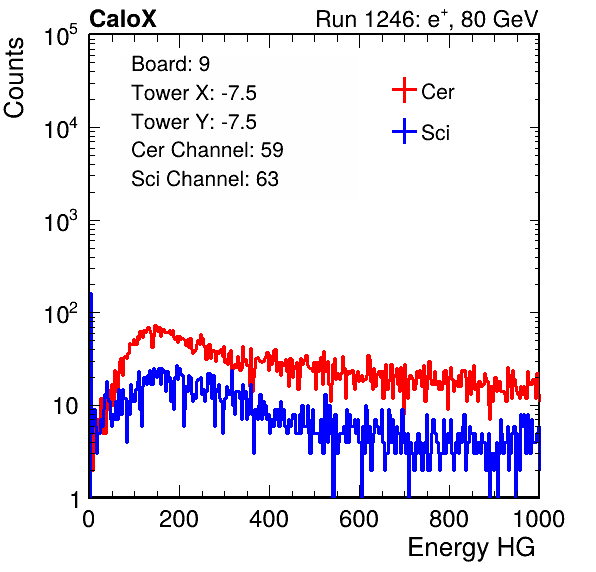 CaloX Run 1246: e⁺, 80 GeV
Counts
Board: 9
Tower X: -7.5
Tower Y: -7.5
Cer Channel: 59
Sci Channel: 63
Cer
Sci
10⁵
10⁴
10³
10²
10
1
0 200 400 600 800 1000
Energy HG